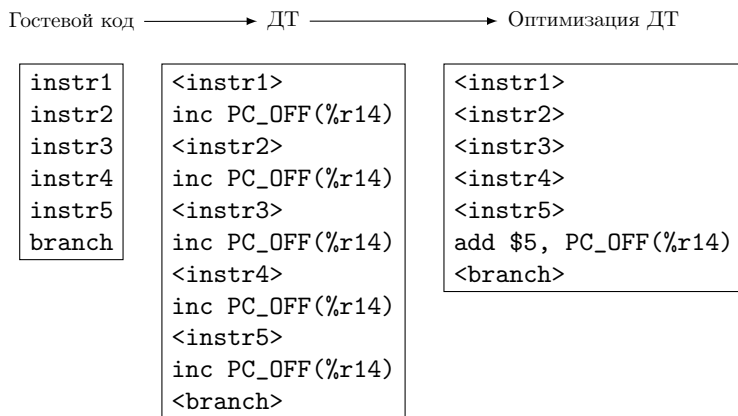 Гостевой код ДТ Оптимизация ДТ
instr1
instr2
instr3
instr4
instr5
branch
<instr1>
inc PC_OFF(%r14)
<instr2>
inc PC_OFF(%r14)
<instr3>
inc PC_OFF(%r14)
<instr4>
inc PC_OFF(%r14)
<instr5>
inc PC_OFF(%r14)
<branch>
<instr1>
<instr2>
<instr3>
<instr4>
<instr5>
add $5, PC_OFF(%r14)
<branch>